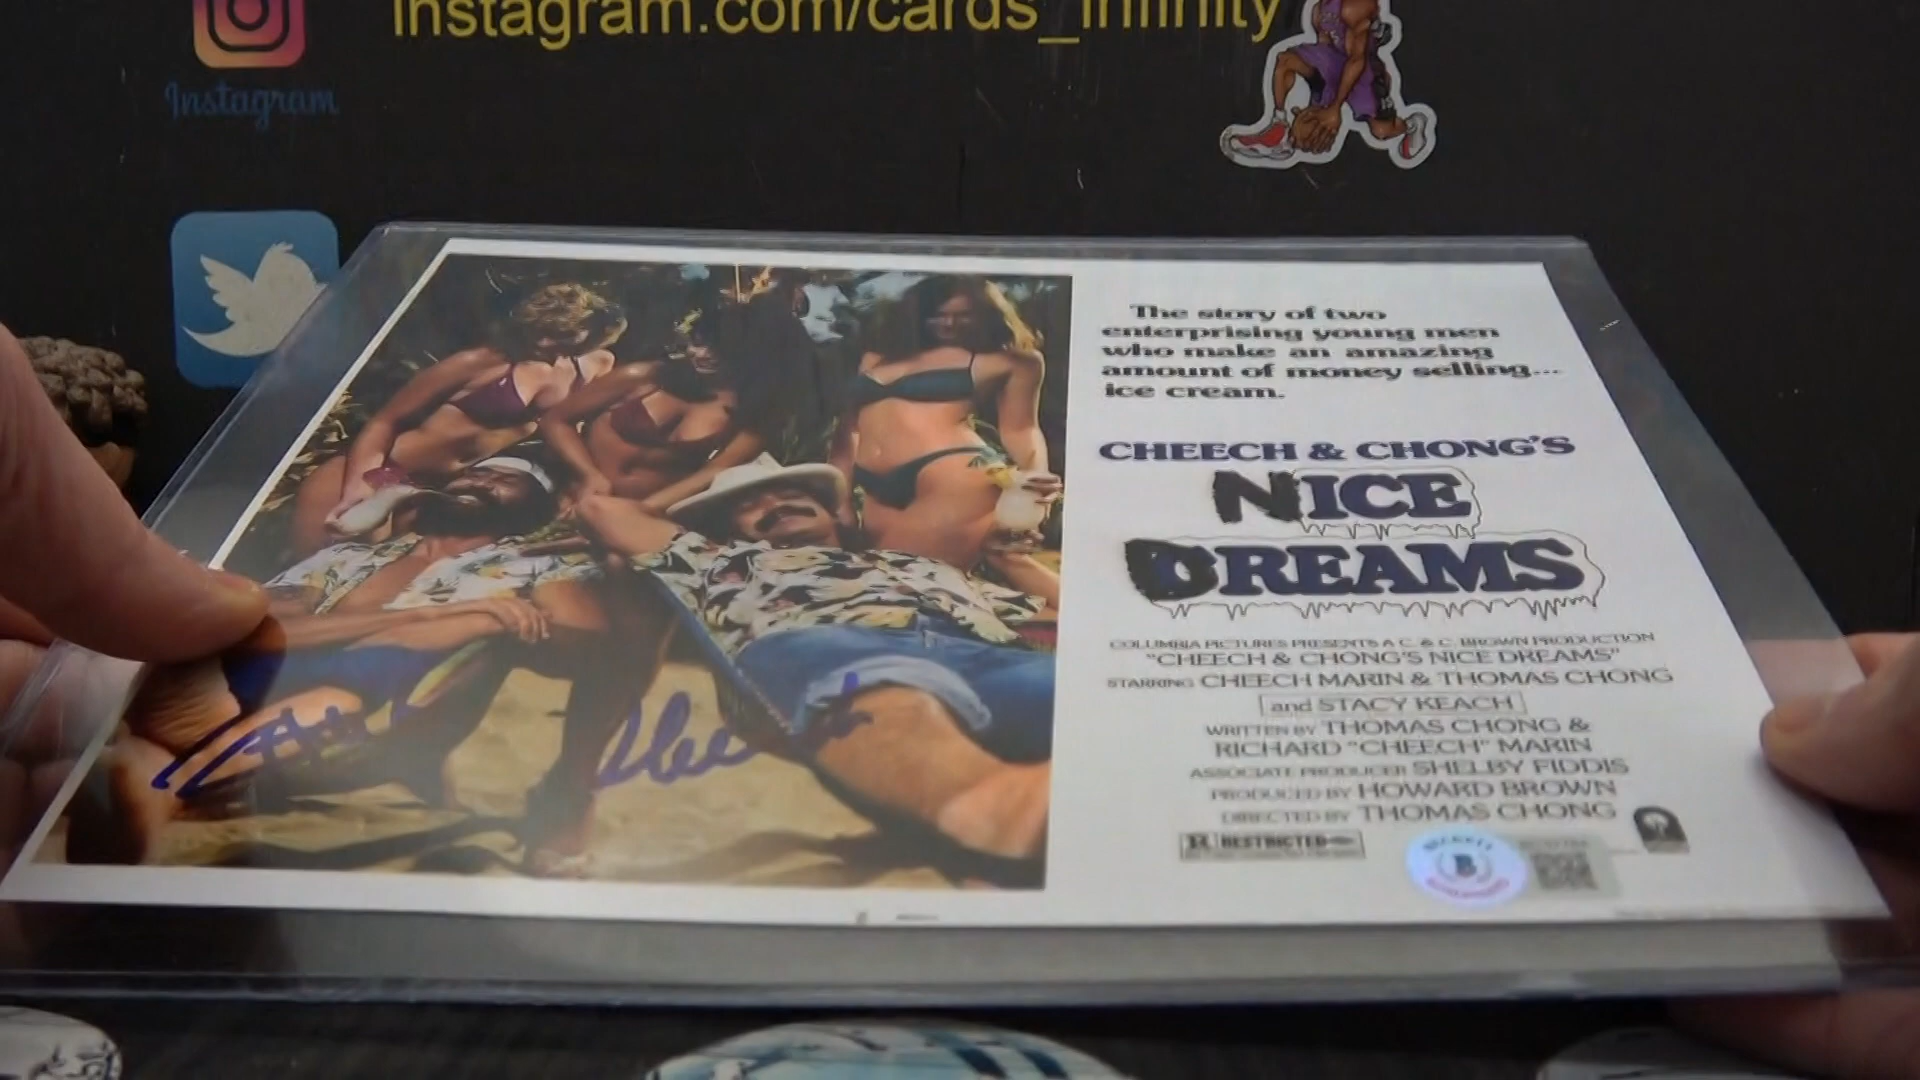 instagram.com/cards_infinity
Instagram
The story of two
enterprising young men
who make an amazing
amount of money selling...
ice cream.
CHEECH & CHONG'S
NICE
DREAMS
COLUMBIA PICTURES PRESENTS A C. & C. BROWN PRODUCTION
"CHEECH & CHONG'S NICE DREAMS"
STARRING CHEECH MARIN & THOMAS CHONG
and STACY KEACH
WRITTEN BY THOMAS CHONG &
RICHARD "CHEECH" MARIN
ASSOCIATE PRODUCER SHELBY FIDDIS
PRODUCED BY HOWARD BROWN
DIRECTED BY THOMAS CHONG
R RESTRICTED
BECKETT
B